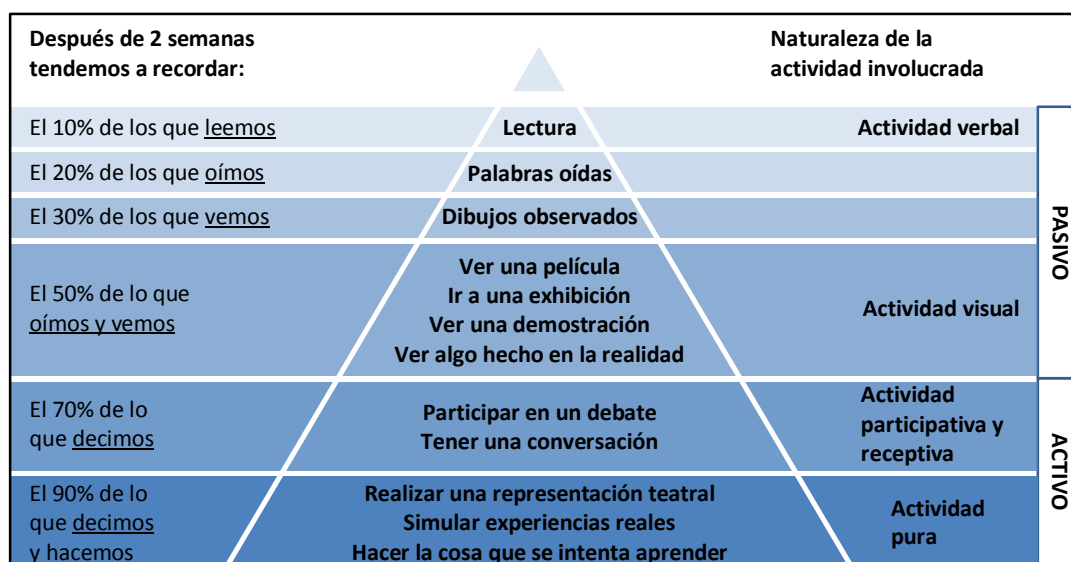 Después de 2 semanas
tendemos a recordar:
Naturaleza de la
actividad involucrada
El 10% de los que leemos
Lectura
Actividad verbal
El 20% de los que oímos
Palabras oídas
El 30% de los que vemos
Dibujos observados
El 50% de lo que
oímos y vemos
Ver una película
Ir a una exhibición
Ver una demostración
Ver algo hecho en la realidad
Actividad visual
PASIVO
El 70% de lo
que decimos
Participar en un debate
Tener una conversación
Actividad
participativa y
receptiva
El 90% de lo
que decimos
y hacemos
Realizar una representación teatral
Simular experiencias reales
Hacer la cosa que se intenta aprender
Actividad
pura
ACTIVO